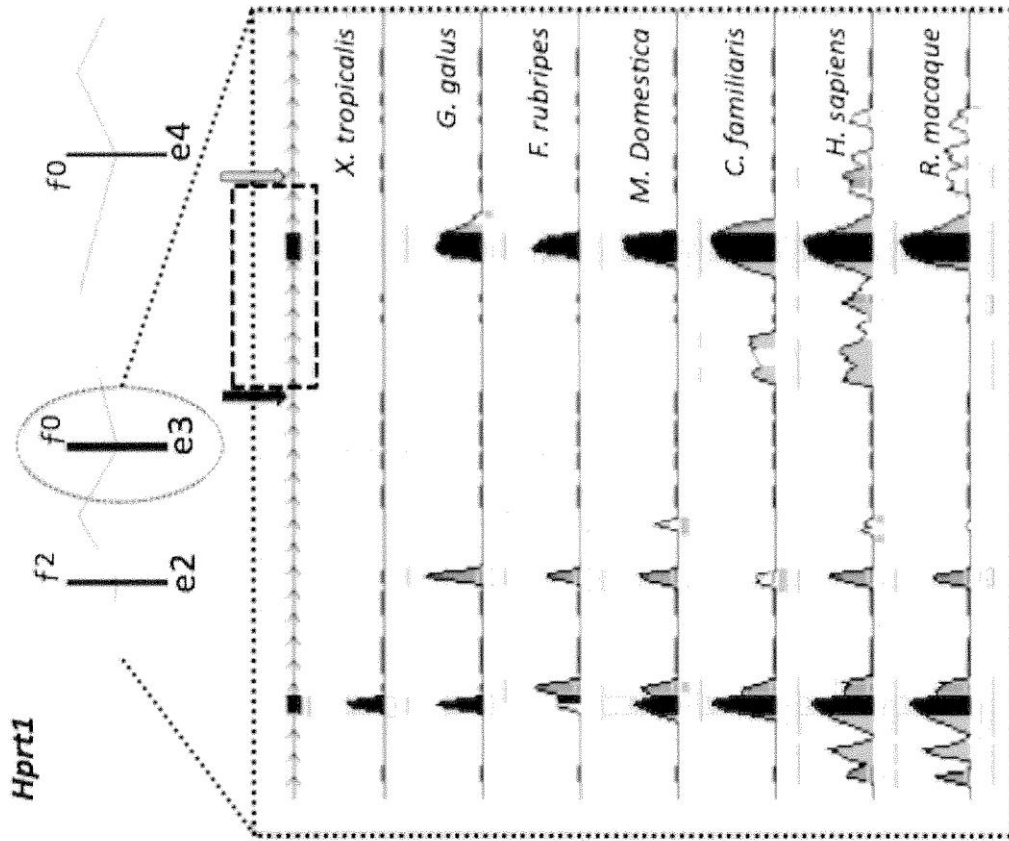 Hprt1
f2
f0
f0
e2
e3
e4
X. tropicalis
G. galus
F. rubripes
M. Domestica
C. familiaris
H. sapiens
R. macaque